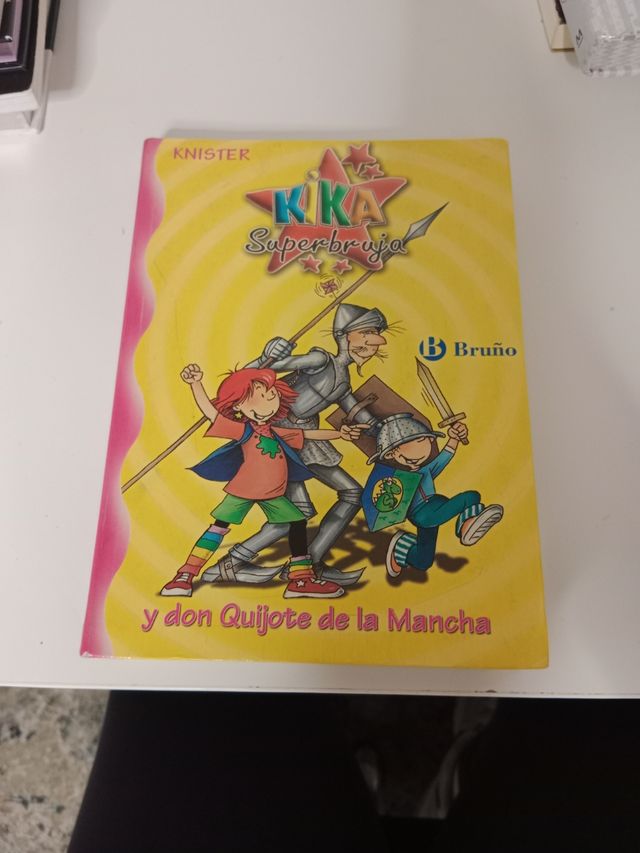 KNISTER
KiKA
Superbruja
B Bruño
y don Quijote de la Mancha